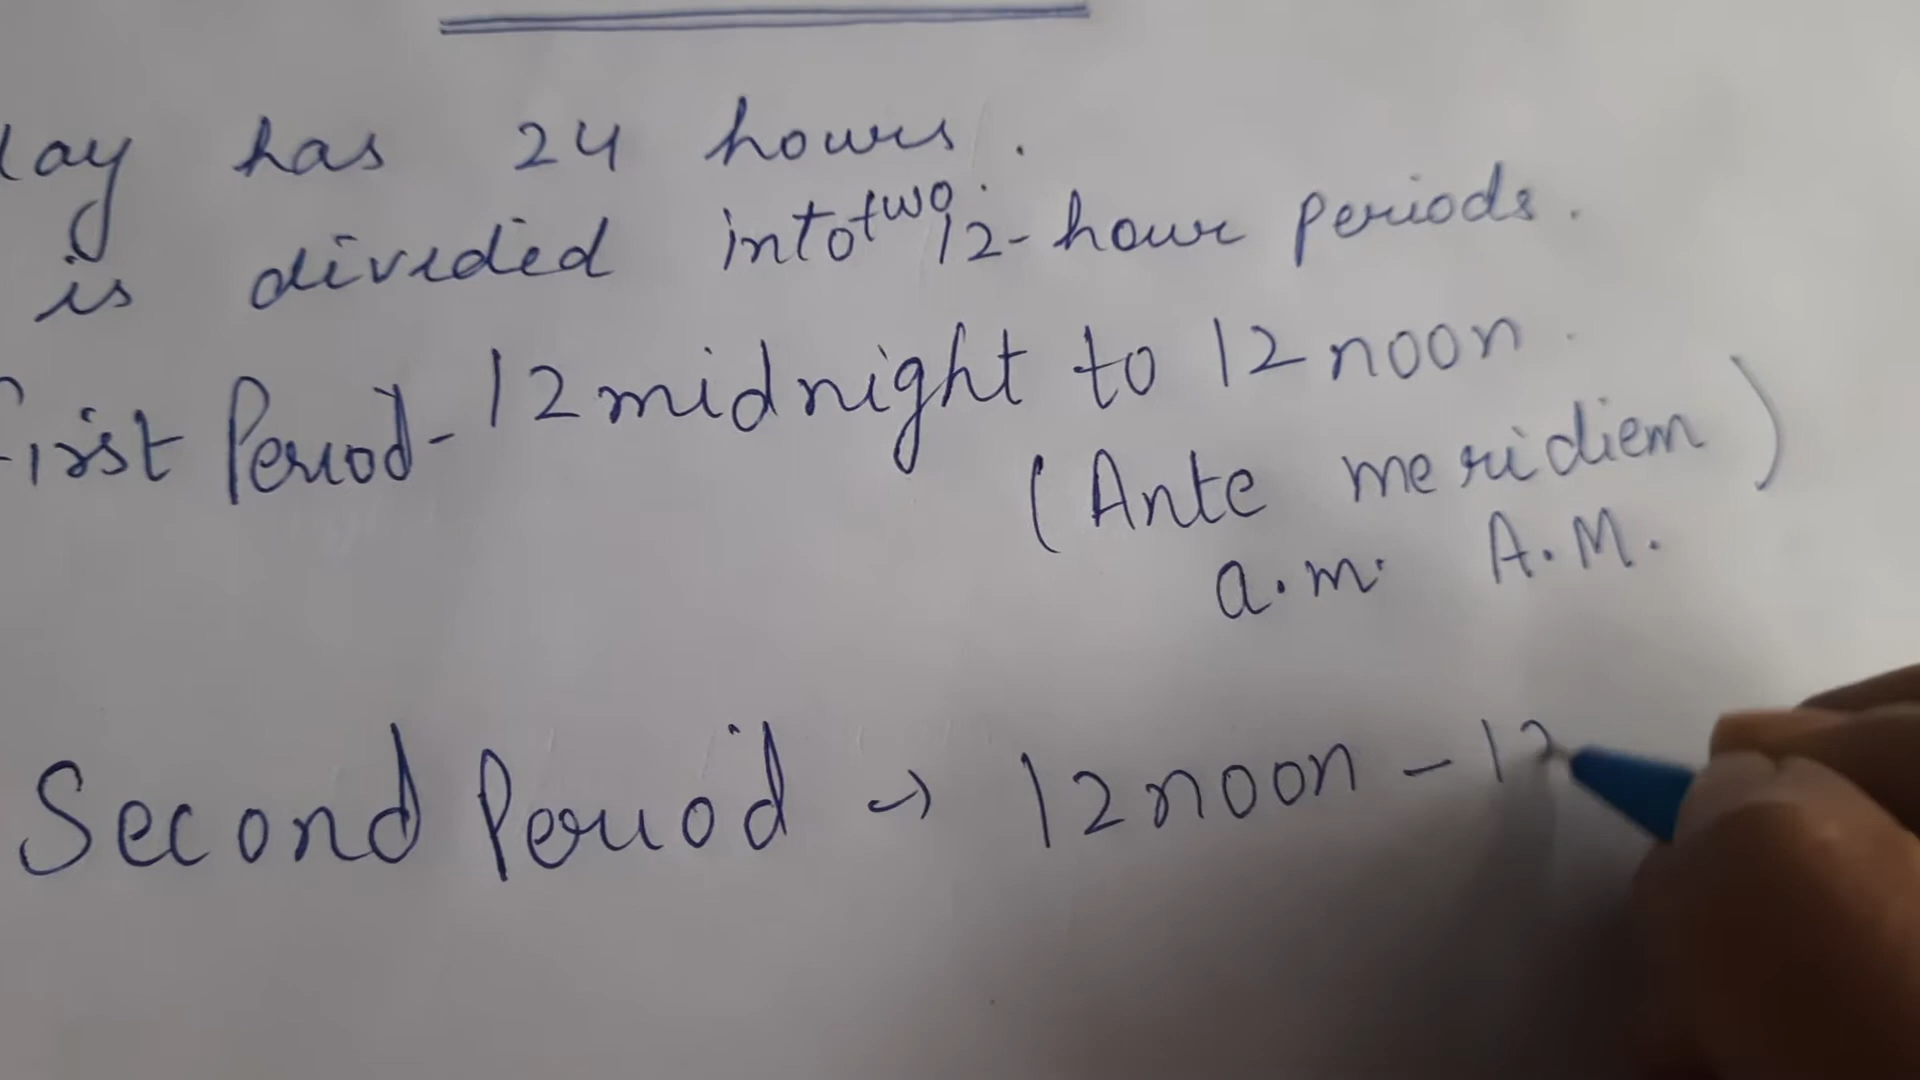 lay has 24 hours.
is divided into two 12-hour periods.
First Period - 12 midnight to 12 noon.
(Ante meridiem)
a.m. A.M.
Second Period → 12 noon - 12